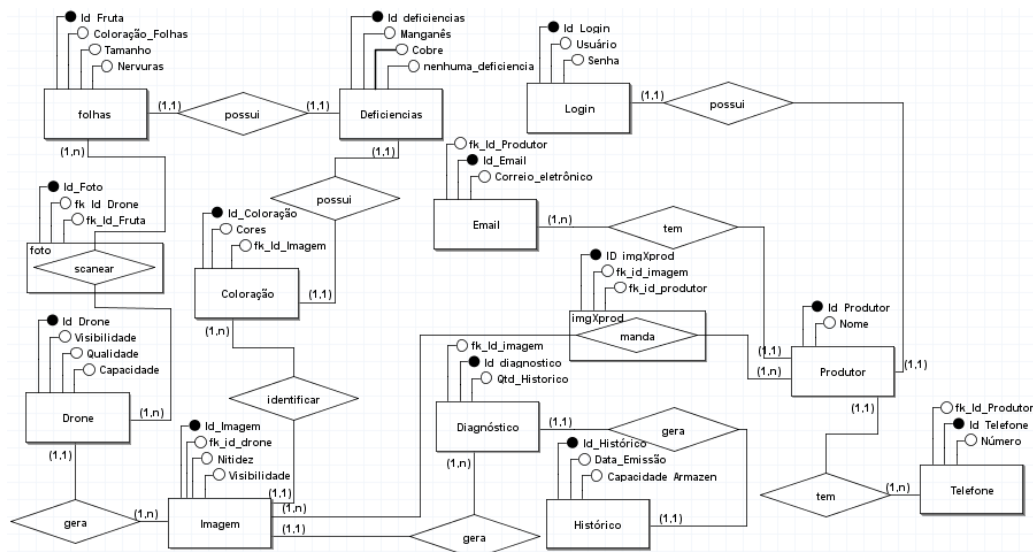 Id_Fruta
Coloração_Folhas
Tamanho
Nervuras
folhas
(1,1)
possui
(1,1)
Id_deficiencias
Manganês
Cobre
nenhuma_deficiencia
Deficiencias
Id_Login
Usuário
Senha
Login
(1,1)
possui
(1,n)
(1,1)
fk_Id_Produtor
Id_Email
Correio_eletrônico
Email
(1,n)
tem
Id_Foto
fk_Id_Drone
fk_Id_Fruta
foto
scanear
possui
Id_Coloração
Cores
fk_Id_Imagem
Coloração
(1,1)
(1,n)
ID_imgXprod
fk_id_imagem
fk_id_produtor
imgXprod
manda
Id_Produtor
Nome
Produtor
(1,1)
(1,n)
(1,1)
(1,1)
Id_Drone
Visibilidade
Qualidade
Capacidade
Drone
(1,n)
(1,1)
identificar
fk_Id_imagem
Id_diagnostico
Qtd_Historico
Diagnóstico
(1,1)
gera
(1,n)
Id_Imagem
fk_id_drone
Nitidez
Visibilidade
Imagem
(1,1)
(1,n)
(1,1)
gera
(1,n)
gera
Id_Histórico
Data_Emissão
Capacidade Armazen
Histórico
(1,1)
tem
(1,n)
fk_Id_Produtor
Id_Telefone
Número
Telefone